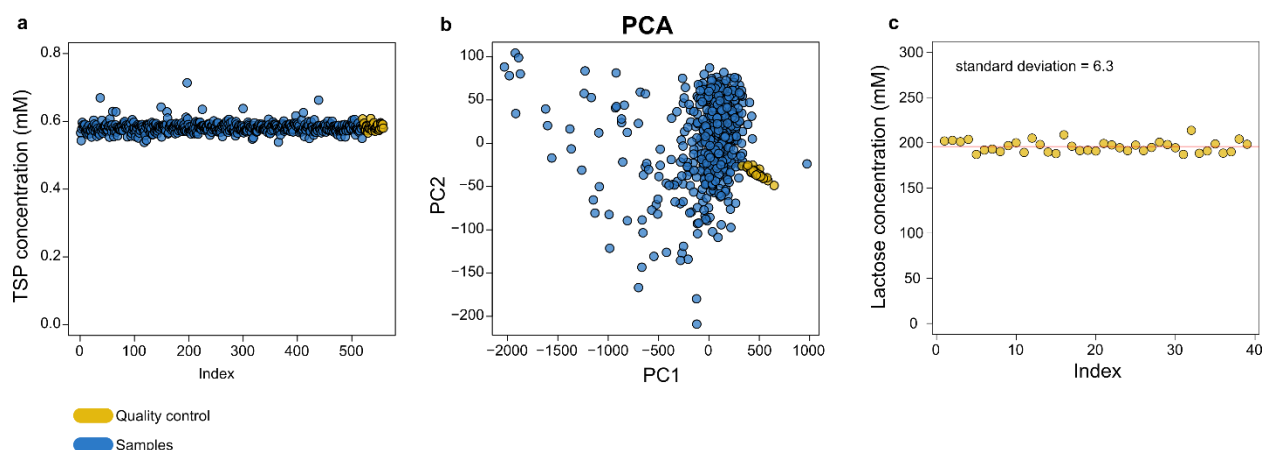 a
0.8
0.6
0.4
0.2
0.0
TSP concentration (mM)
0 100 200 300 400 500
Index
b
PCA
100
50
0
−50
−100
−150
−200
PC2
−2000 −1500 −1000 −500 0 500 1000
PC1
c
300
250
200
150
100
50
0
Lactose concentration (mM)
standard deviation = 6.3
0 10 20 30 40
Index
Quality control
Samples